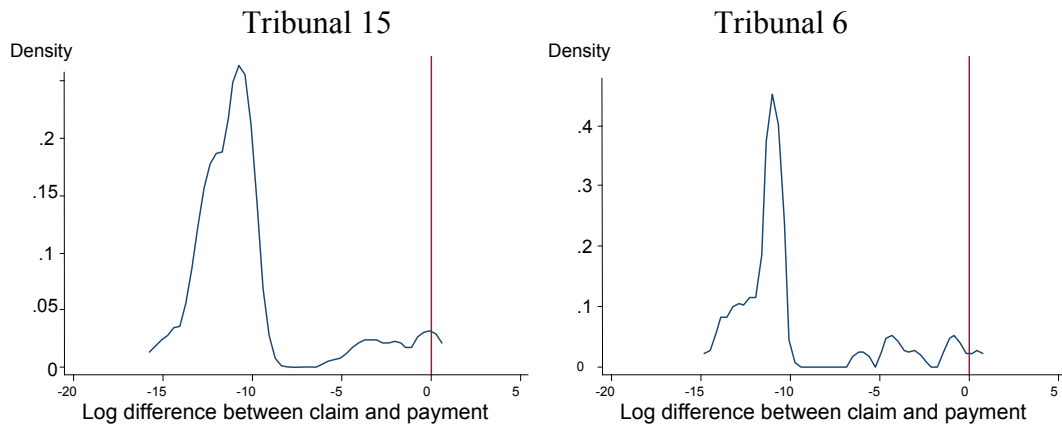 Tribunal 15
Density
.2
.15
.1
.05
0
-20 -15 -10 -5 0 5
Log difference between claim and payment
Tribunal 6
Density
.4
.3
.2
.1
0
-20 -15 -10 -5 0 5
Log difference between claim and payment